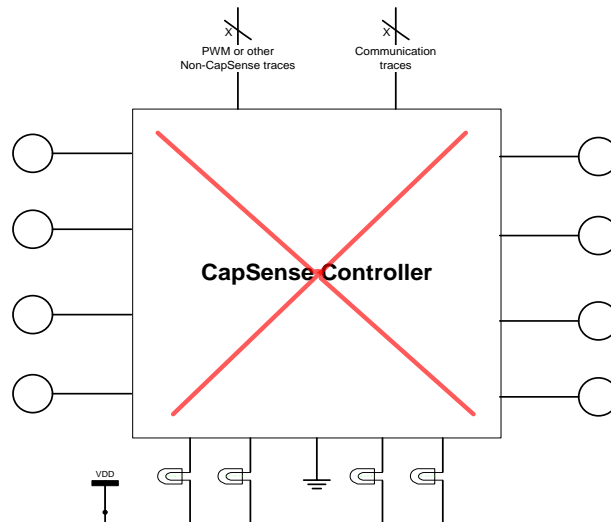 X
X
PWM or other
Non-CapSense traces
Communication
traces
CapSense Controller
VDD